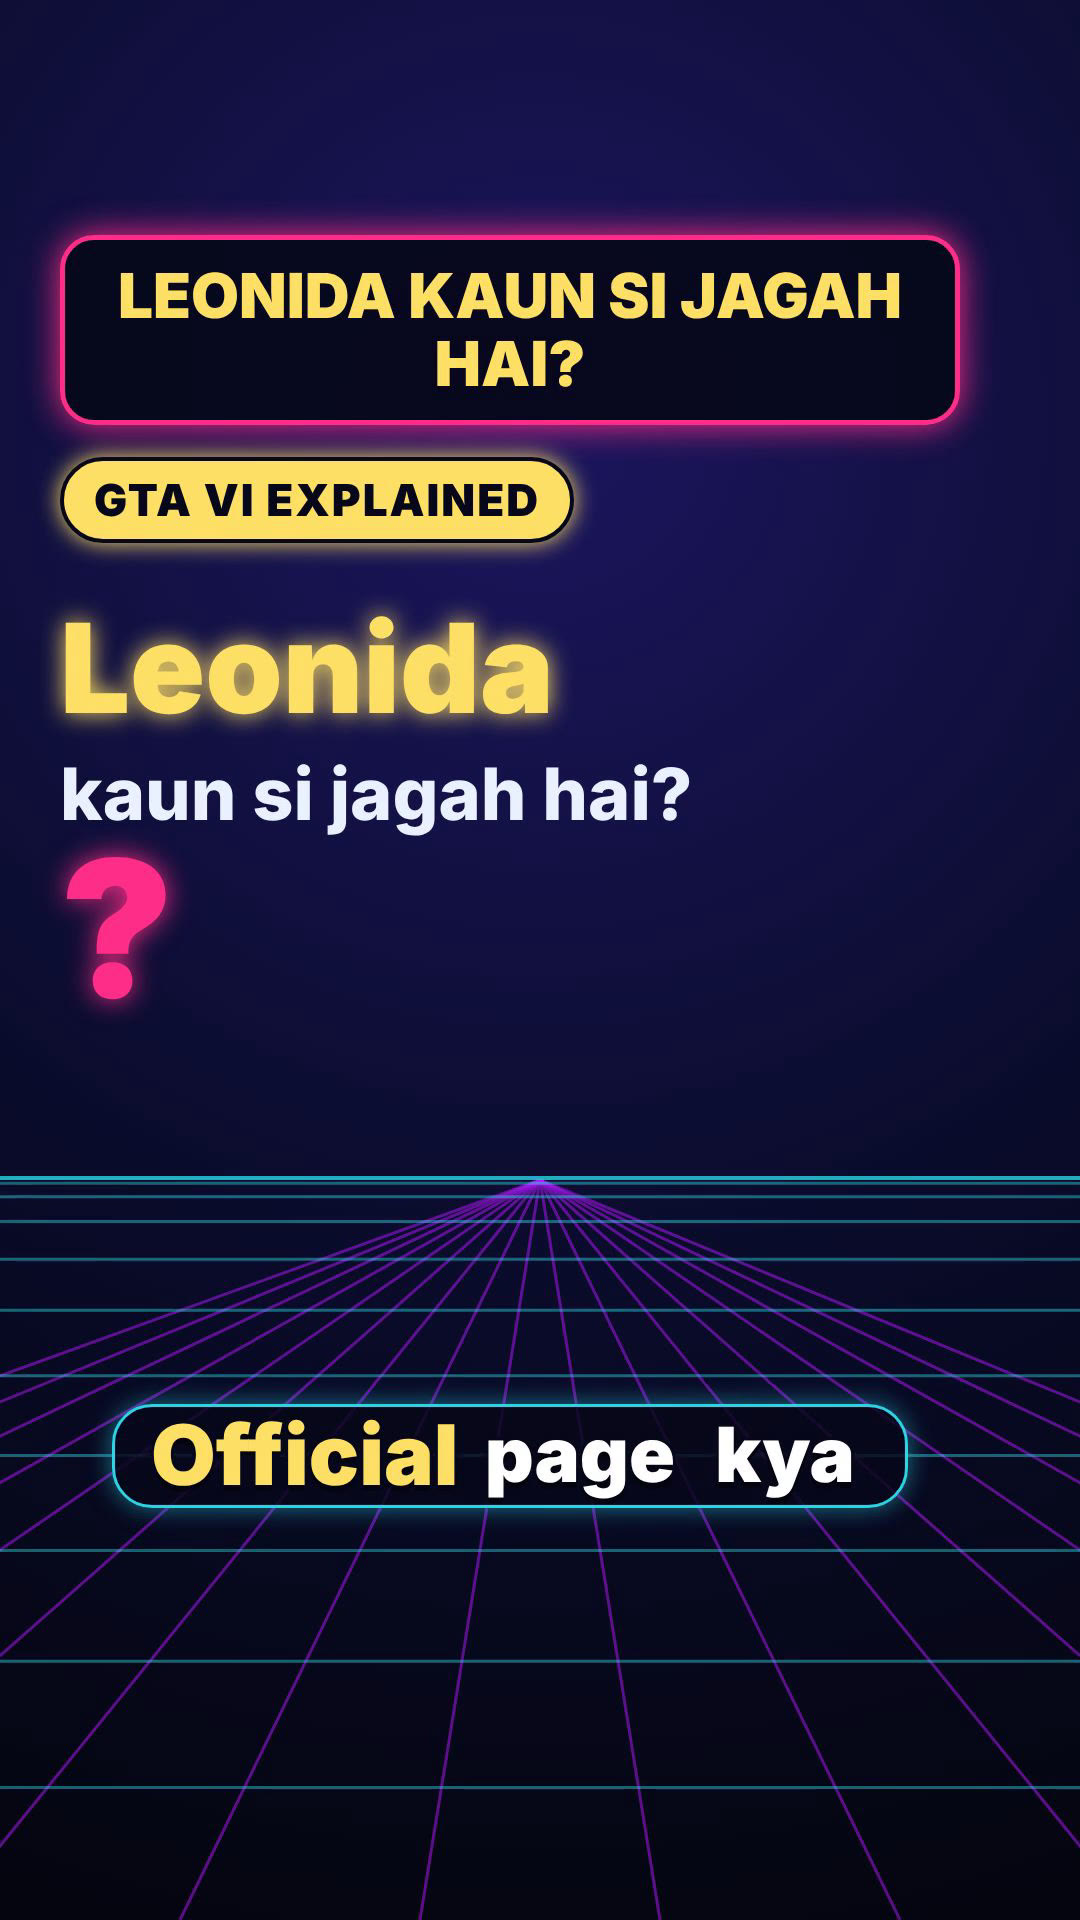 LEONIDA KAUN SI JAGAH
HAI?
GTA VI EXPLAINED
Leonida
kaun si jagah hai?
?
Official page kya